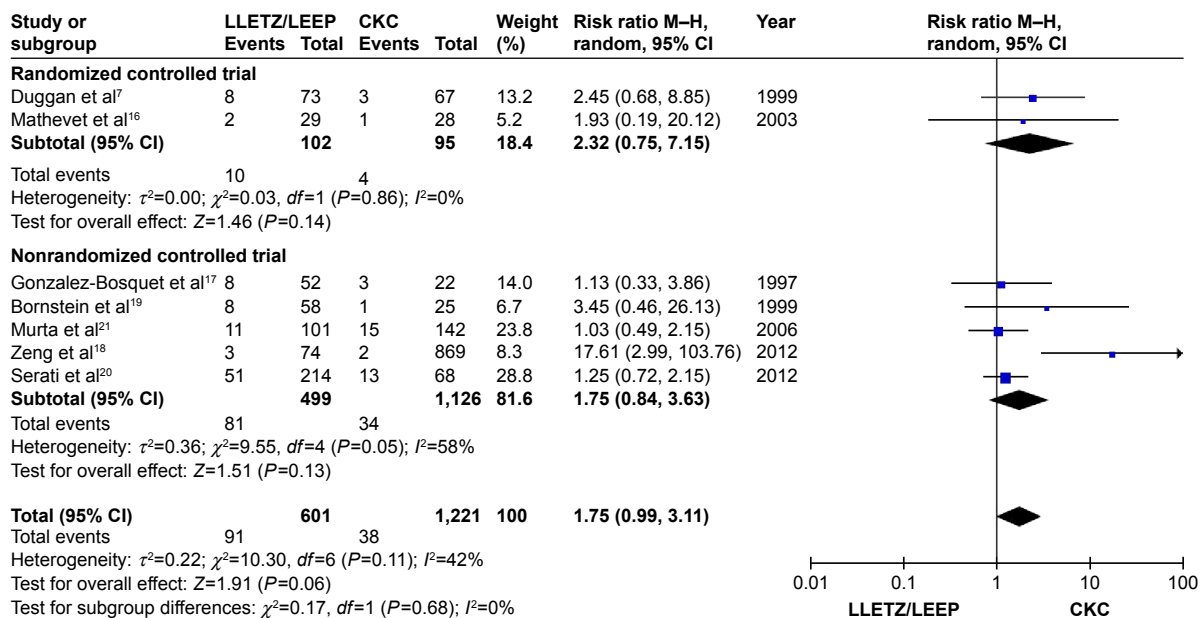 Study or subgroup LLETZ/LEEP Events Total CKC Events Total Weight (%) Risk ratio M–H, random, 95% CI Year Risk ratio M–H, random, 95% CI
Randomized controlled trial
Duggan et al⁷ 8 73 3 67 13.2 2.45 (0.68, 8.85) 1999
Mathevet et al¹⁶ 2 29 1 28 5.2 1.93 (0.19, 20.12) 2003
Subtotal (95% CI) 102 95 18.4 2.32 (0.75, 7.15)
Total events 10 4
Heterogeneity: τ²=0.00; χ²=0.03, df=1 (P=0.86); I²=0%
Test for overall effect: Z=1.46 (P=0.14)
Nonrandomized controlled trial
Gonzalez-Bosquet et al¹⁷ 8 52 3 22 14.0 1.13 (0.33, 3.86) 1997
Bornstein et al¹⁹ 8 58 1 25 6.7 3.45 (0.46, 26.13) 1999
Murta et al²¹ 11 101 15 142 23.8 1.03 (0.49, 2.15) 2006
Zeng et al¹⁸ 3 74 2 869 8.3 17.61 (2.99, 103.76) 2012
Serati et al²⁰ 51 214 13 68 28.8 1.25 (0.72, 2.15) 2012
Subtotal (95% CI) 499 1,126 81.6 1.75 (0.84, 3.63)
Total events 81 34
Heterogeneity: τ²=0.36; χ²=9.55, df=4 (P=0.05); I²=58%
Test for overall effect: Z=1.51 (P=0.13)
Total (95% CI) 601 1,221 100 1.75 (0.99, 3.11)
Total events 91 38
Heterogeneity: τ²=0.22; χ²=10.30, df=6 (P=0.11); I²=42%
Test for overall effect: Z=1.91 (P=0.06)
Test for subgroup differences: χ²=0.17, df=1 (P=0.68); I²=0%
0.01 0.1 1 10 100
LLETZ/LEEP CKC